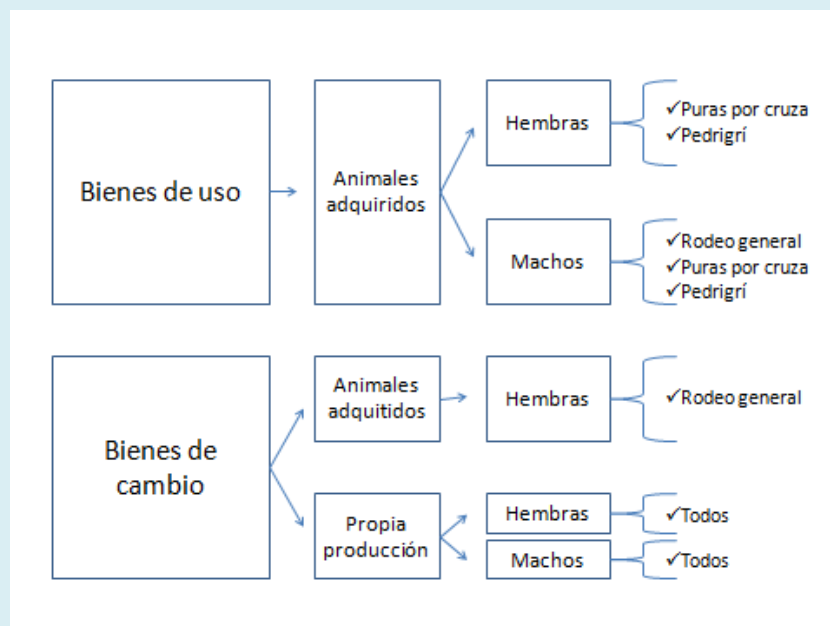 Bienes de uso
Animales
adquiridos
Hembras
✓Puras por cruza
✓Pedrigrí
Machos
✓Rodeo general
✓Puras por cruza
✓Pedrigrí
Bienes de
cambio
Animales
adquitidos
Hembras
✓Rodeo general
Propia
producción
Hembras
✓Todos
Machos
✓Todos